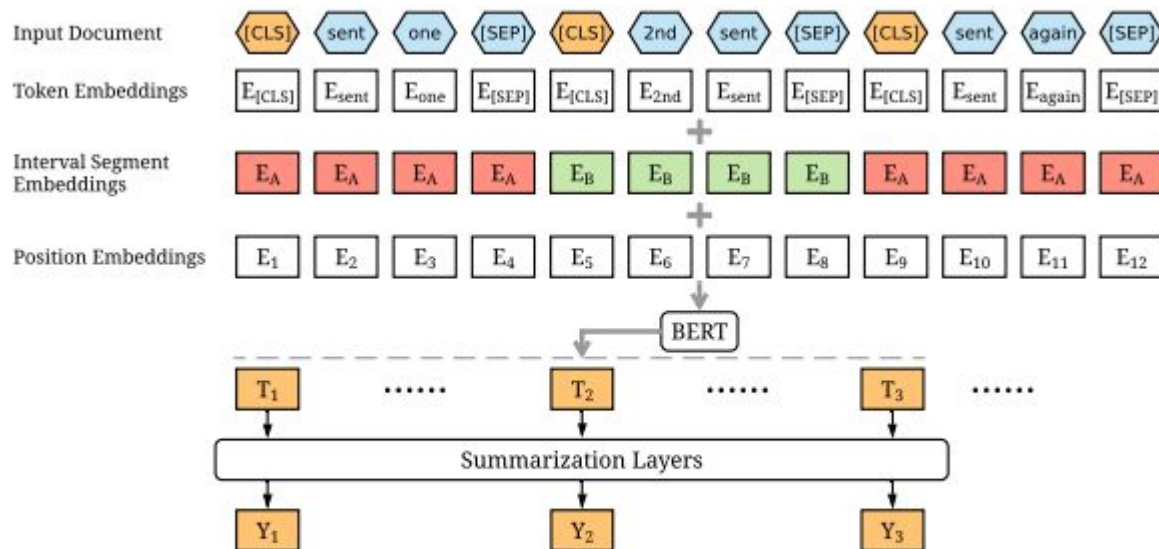 Input Document [CLS] sent one [SEP] [CLS] 2nd sent [SEP] [CLS] sent again [SEP]
Token Embeddings E[CLS] Esent Eone E[SEP] E[CLS] E2nd Esent E[SEP] E[CLS] Esent Eagain E[SEP]
+
Interval Segment
Embeddings EA EA EA EA EB EB EB EB EA EA EA EA
+
Position Embeddings E1 E2 E3 E4 E5 E6 E7 E8 E9 E10 E11 E12
BERT
T1 ...... T2 ...... T3 ......
Summarization Layers
Y1 Y2 Y3